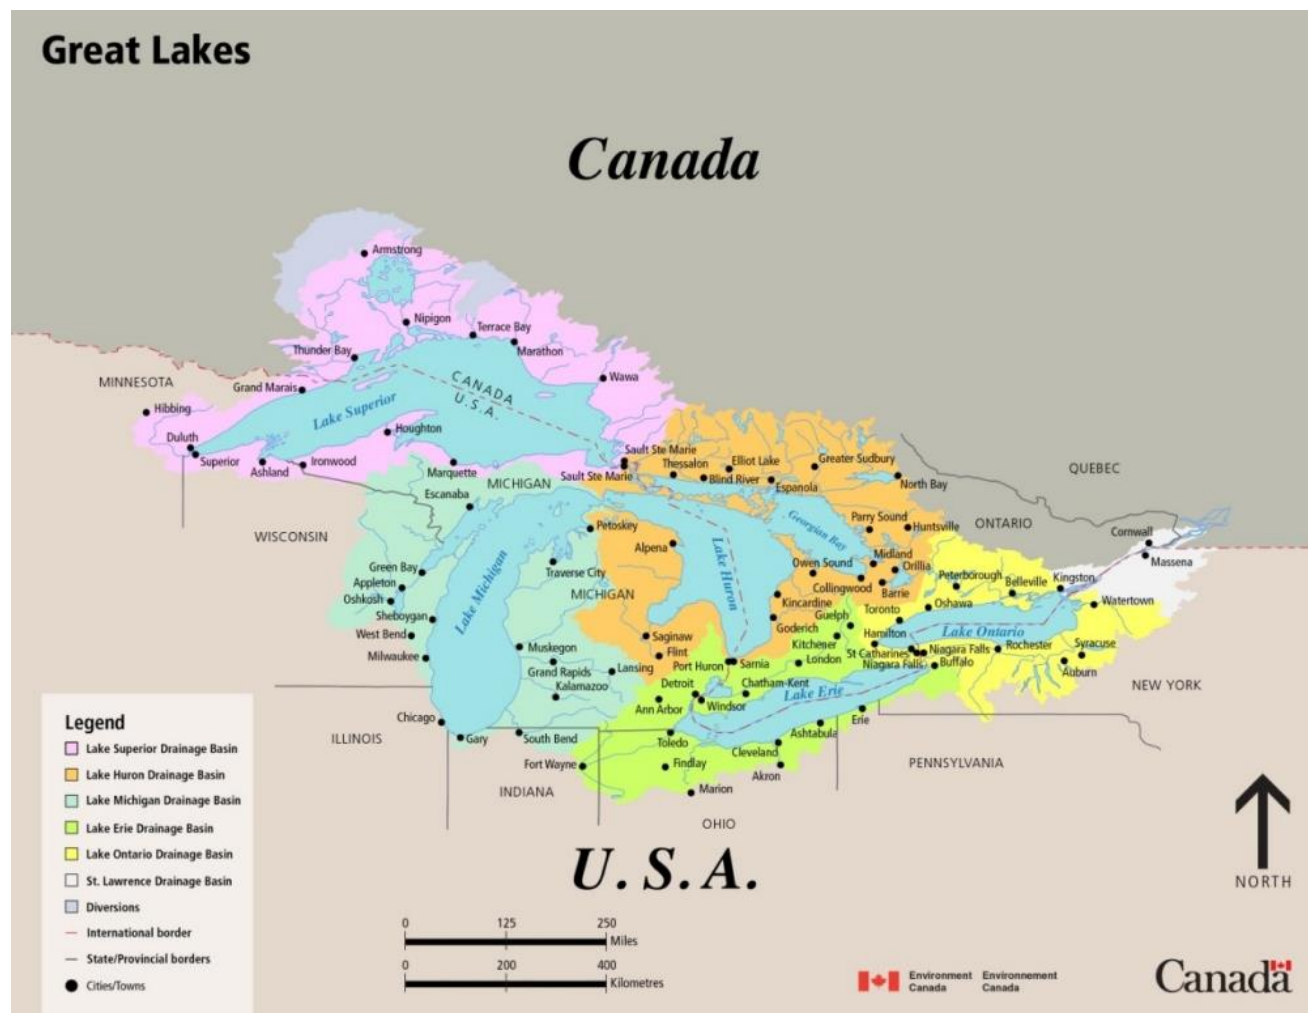 Great Lakes
Canada
Armstrong
Nipigon
Terrace Bay
Thunder Bay
Marathon
MINNESOTA
Grand Marais
Wawa
CANADA
U.S.A.
Hibbing
Lake Superior
Duluth
Houghton
Superior
Ashland
Ironwood
Marquette
Sault Ste Marie
Sault Ste Marie
Thessalon
Elliot Lake
Greater Sudbury
Blind River
Espanola
North Bay
QUEBEC
MICHIGAN
Escanaba
WISCONSIN
Petoskey
Alpena
Lake Huron
Georgian Bay
Parry Sound
Huntsville
ONTARIO
Cornwall
Massena
Green Bay
Appleton
Oshkosh
Lake Michigan
Traverse City
MICHIGAN
Owen Sound
Midland
Orillia
Collingwood
Barrie
Peterborough
Belleville
Kingston
Watertown
Sheboygan
West Bend
Milwaukee
Muskegon
Grand Rapids
Kalamazoo
Lansing
Saginaw
Flint
Port Huron
Sarnia
Kincardine
Goderich
Guelph
Kitchener
London
Toronto
Oshawa
Hamilton
Lake Ontario
St Catharines
Niagara Falls
Niagara Falls
Buffalo
Rochester
Syracuse
Auburn
NEW YORK
Detroit
Windsor
Chatham-Kent
Lake Erie
Ann Arbor
Chicago
Gary
South Bend
ILLINOIS
Toledo
Cleveland
Ashtabula
Erie
Fort Wayne
Findlay
Akron
Marion
INDIANA
OHIO
PENNSYLVANIA
U.S.A.
NORTH
Legend
Lake Superior Drainage Basin
Lake Huron Drainage Basin
Lake Michigan Drainage Basin
Lake Erie Drainage Basin
Lake Ontario Drainage Basin
St. Lawrence Drainage Basin
Diversions
International border
State/Provincial borders
Cities/Towns
0 125 250
Miles
0 200 400
Kilometres
Environment Environnement
Canada Canada
Canada